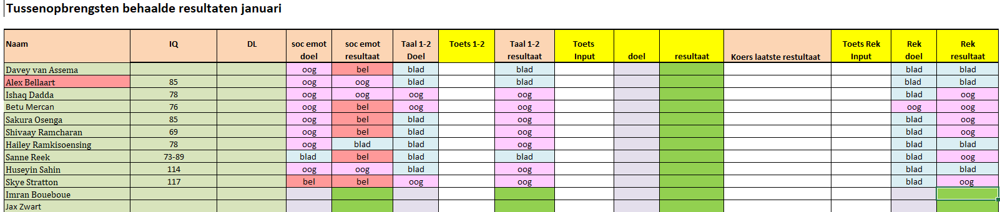 Tussenopbrengsten behaalde resultaten januari
Naam IQ DL soc emot doel soc emot resultaat Taal 1-2 Doel Toets 1-2 Taal 1-2 resultaat Toets Input doel resultaat Koers laatste restultaat Toets Rek Input Rek doel Rek resultaat
Davey van Assema oog bel blad blad blad blad
Alex Bellaart 85 oog oog blad blad blad blad
Ishaq Dadda 78 oog oog oog oog blad oog
Betu Mercan 76 oog bel oog oog oog oog
Sakura Osenga 85 oog bel blad oog blad oog
Shivaay Ramcharan 69 oog bel blad oog blad oog
Hailey Ramkisoensing 78 oog blad blad oog blad blad
Sanne Reek 73-89 blad bel blad blad blad oog
Huseyin Sahin 114 oog oog blad oog blad blad
Skye Stratton 117 bel bel oog oog blad oog
Imran Boueboue
Jax Zwart